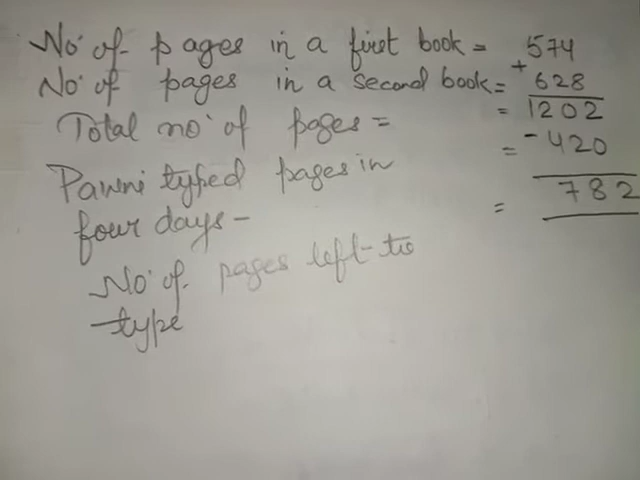 No. of pages in a first book = 574
No. of pages in a second book = + 628
Total no. of pages = = 1202
Pawni typed pages in = - 420
four days - = 782
No. of pages left to
type